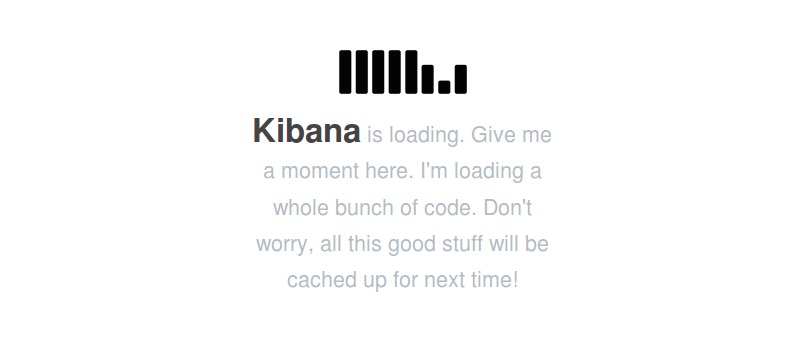 Kibana is loading. Give me
a moment here. I'm loading a
whole bunch of code. Don't
worry, all this good stuff will be
cached up for next time!